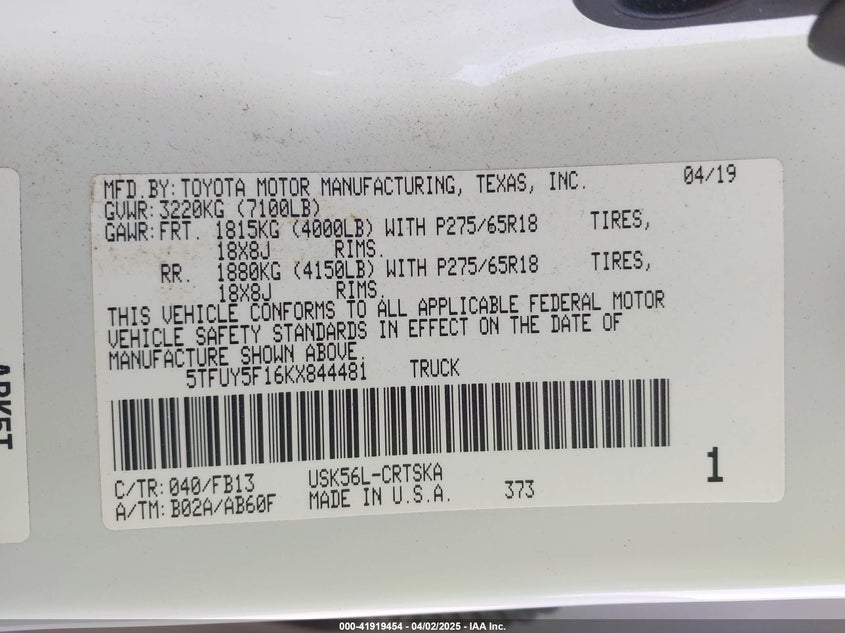 MFD.BY:TOYOTA MOTOR MANUFACTURING, TEXAS, INC. 04/19
GVWR:3220KG (7100LB)
GAWR:FRT. 1815KG (4000LB) WITH P275/65R18 TIRES,
18X8J RIMS.
RR. 1880KG (4150LB) WITH P275/65R18 TIRES,
18X8J RIMS.
THIS VEHICLE CONFORMS TO ALL APPLICABLE FEDERAL MOTOR
VEHICLE SAFETY STANDARDS IN EFFECT ON THE DATE OF
MANUFACTURE SHOWN ABOVE.
5TFUY5F16KX844481 TRUCK
C/TR:040/FB13 USK56L-CRTSKA
A/TM:B02A/AB60F MADE IN U.S.A. 373
1
000-41919454 - 04/02/2025 - IAA Inc.